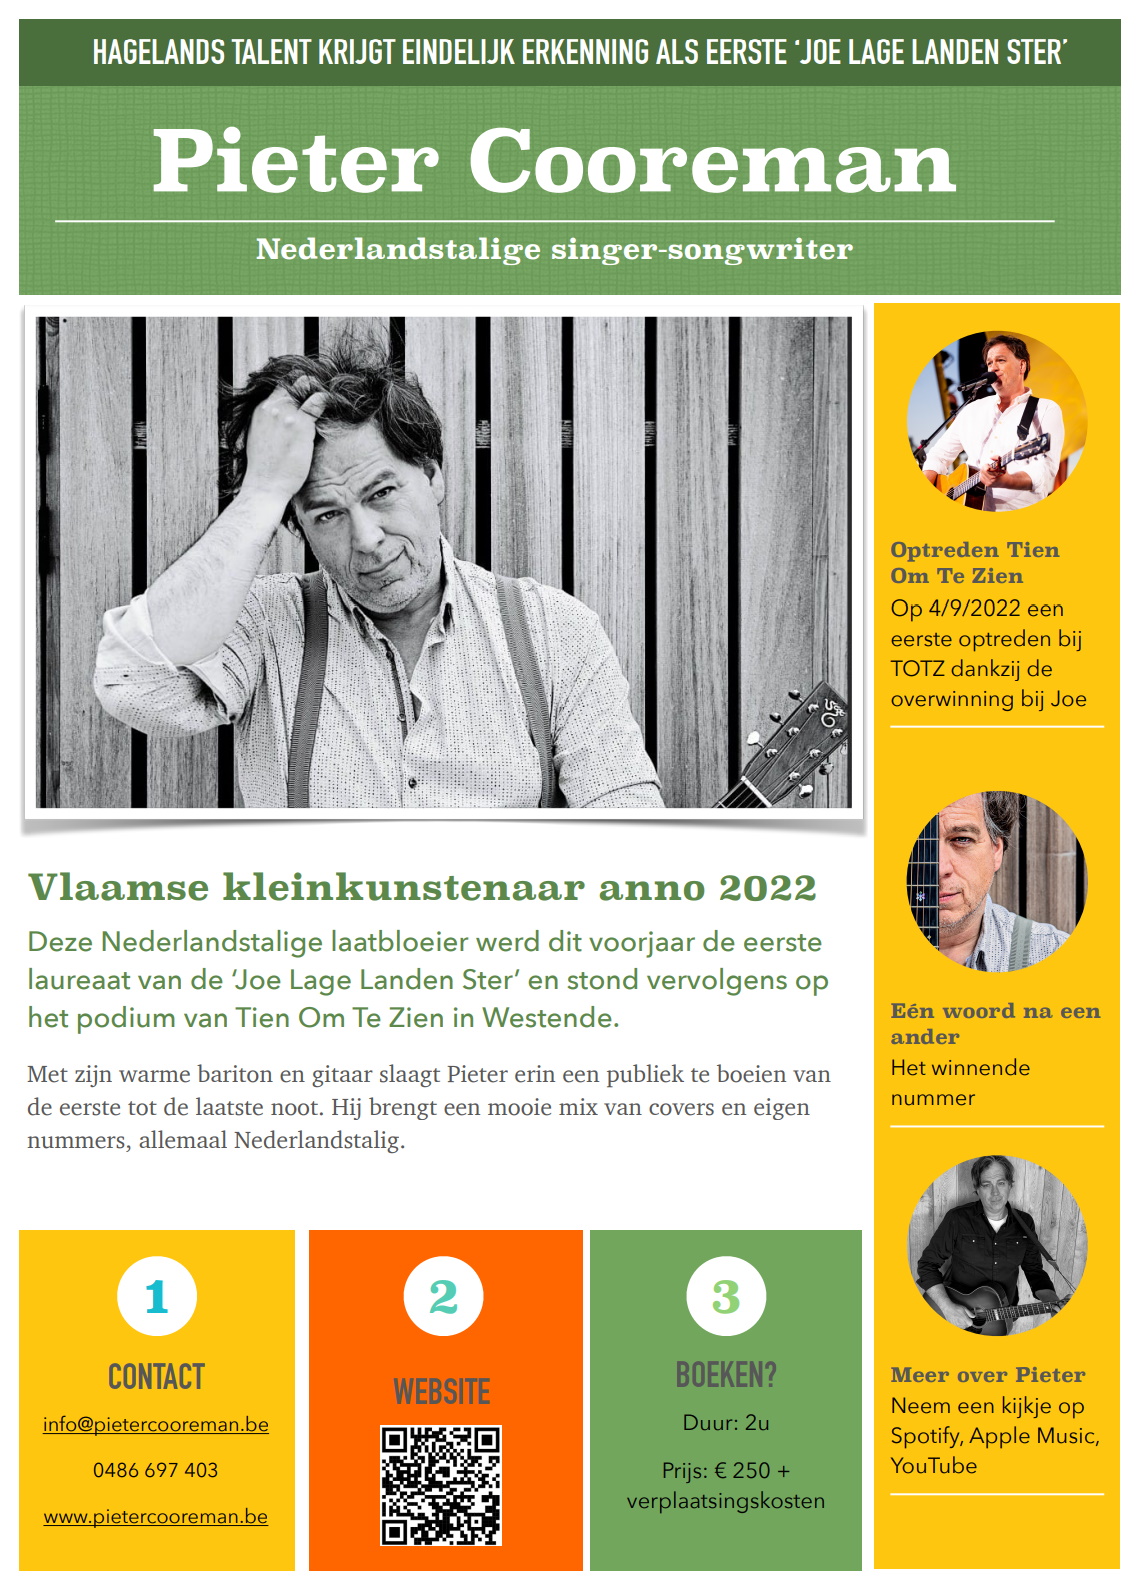 HAGELANDS TALENT KRIJGT EINDELIJK ERKENNING ALS EERSTE ‘JOE LAGE LANDEN STER’
Pieter Cooreman
Nederlandstalige singer-songwriter
Vlaamse kleinkunstenaar anno 2022
Deze Nederlandstalige laatbloeier werd dit voorjaar de eerste
laureaat van de ‘Joe Lage Landen Ster’ en stond vervolgens op
het podium van Tien Om Te Zien in Westende.
Met zijn warme bariton en gitaar slaagt Pieter erin een publiek te boeien van
de eerste tot de laatste noot. Hij brengt een mooie mix van covers en eigen
nummers, allemaal Nederlandstalig.
Optreden Tien
Om Te Zien
Op 4/9/2022 een
eerste optreden bij
TOTZ dankzij de
overwinning bij Joe
Eén woord na een
ander
Het winnende
nummer
Meer over Pieter
Neem een kijkje op
Spotify, Apple Music,
YouTube
1
CONTACT
info@pietercooreman.be
0486 697 403
www.pietercooreman.be
2
WEBSITE
3
BOEKEN?
Duur: 2u
Prijs: € 250 +
verplaatsingskosten